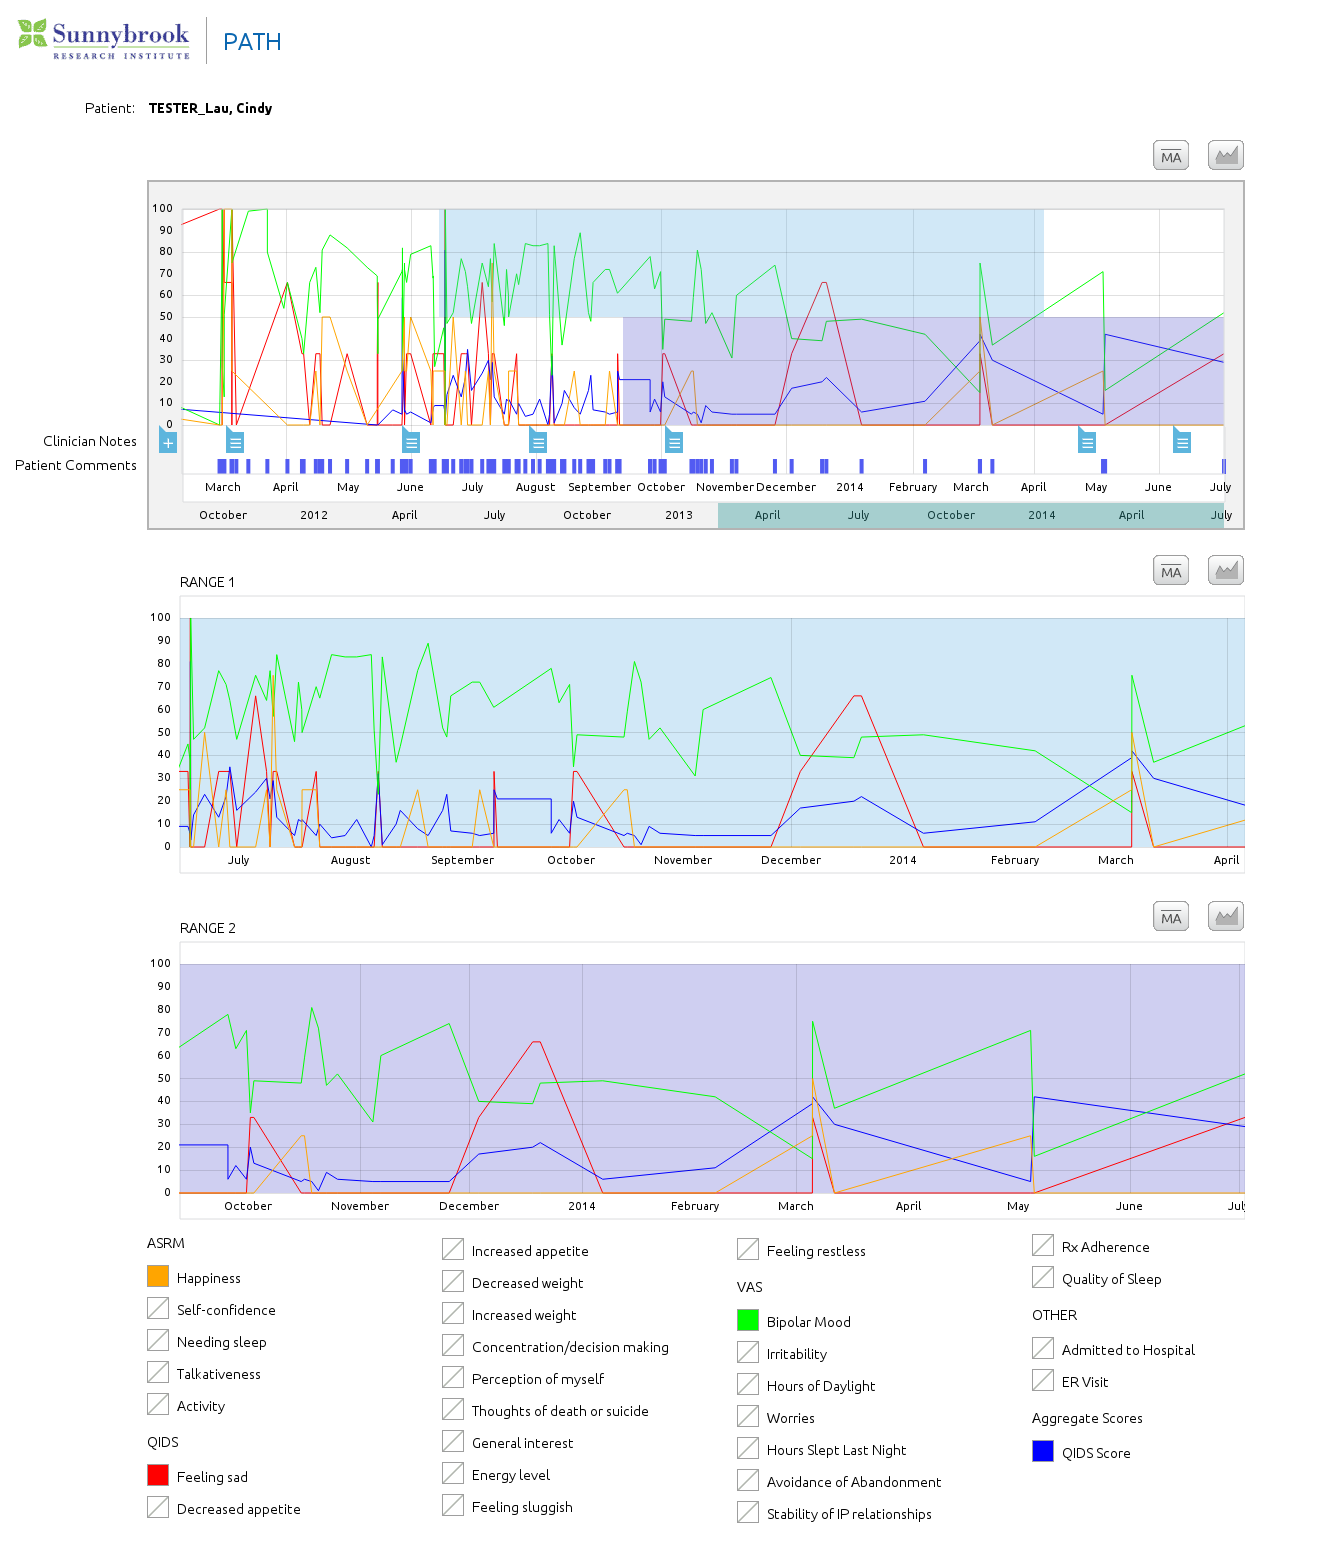 Sunnybrook
RESEARCH INSTITUTE
PATH
Patient: TESTER_Lau, Cindy
MA
100
90
80
70
60
50
40
30
20
10
0
Clinician Notes
+
Patient Comments
March April May June July August September October November December 2014 February March April May June July
October 2012 April July October 2013 April July October 2014 April July
RANGE 1
MA
100
90
80
70
60
50
40
30
20
10
0
July August September October November December 2014 February March April
RANGE 2
MA
100
90
80
70
60
50
40
30
20
10
0
October November December 2014 February March April May June July
ASRM
Happiness
Self-confidence
Needing sleep
Talkativeness
Activity
QIDS
Feeling sad
Decreased appetite
Increased appetite
Decreased weight
Increased weight
Concentration/decision making
Perception of myself
Thoughts of death or suicide
General interest
Energy level
Feeling sluggish
Feeling restless
VAS
Bipolar Mood
Irritability
Hours of Daylight
Worries
Hours Slept Last Night
Avoidance of Abandonment
Stability of IP relationships
Rx Adherence
Quality of Sleep
OTHER
Admitted to Hospital
ER Visit
Aggregate Scores
QIDS Score